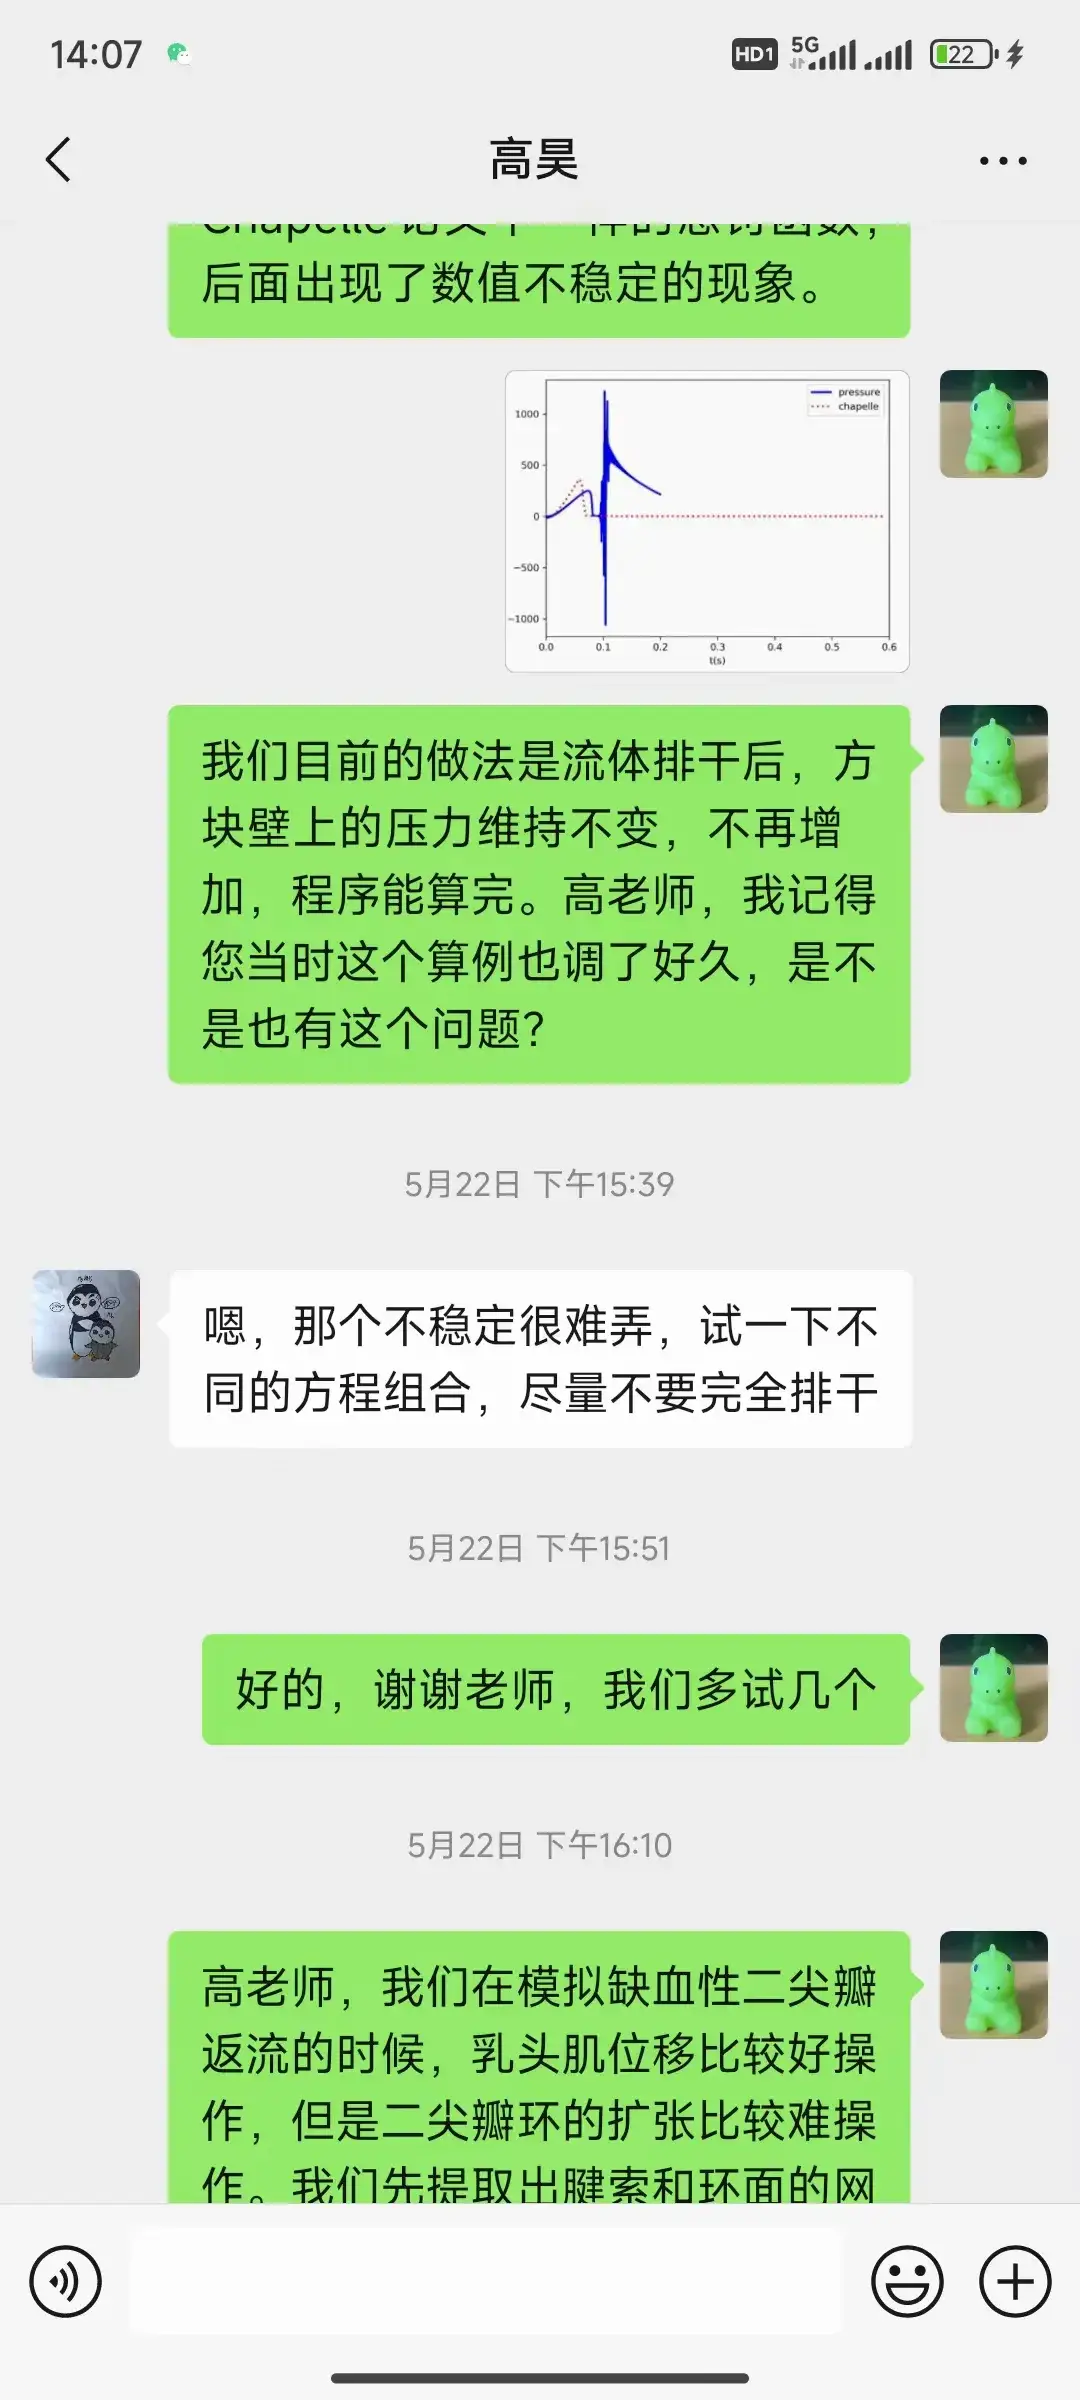 14:07
HD1 5G 22
高昊
后面出现了数值不稳定的现象。
pressure
chapelle
1000
500
0
-500
-1000
0.0 0.1 0.2 0.3 0.4 0.5 0.6
t(s)
我们目前的做法是流体排干后，方
块壁上的压力维持不变，不再增
加，程序能算完。高老师，我记得
您当时这个算例也调了好久，是不
是也有这个问题？
5月22日 下午15:39
嗯，那个不稳定很难弄，试一下不
同的方程组合，尽量不要完全排干
5月22日 下午15:51
好的，谢谢老师，我们多试几个
5月22日 下午16:10
高老师，我们在模拟缺血性二尖瓣
返流的时候，乳头肌位移比较好操
作，但是二尖瓣环的扩张比较难操
作。我们先提取出腱索和环面的网